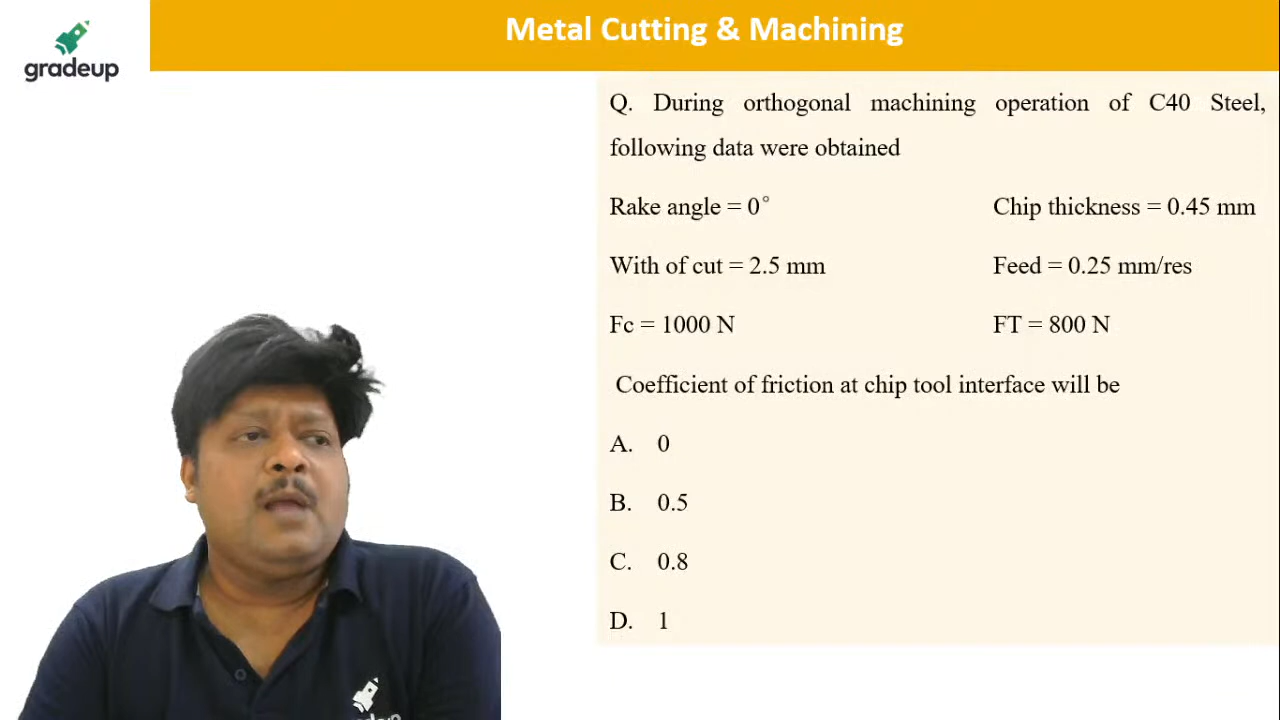 gradeup
Metal Cutting & Machining
Q. During orthogonal machining operation of C40 Steel,
following data were obtained
Rake angle = 0° Chip thickness = 0.45 mm
With of cut = 2.5 mm Feed = 0.25 mm/res
Fc = 1000 N FT = 800 N
Coefficient of friction at chip tool interface will be
A. 0
B. 0.5
C. 0.8
D. 1